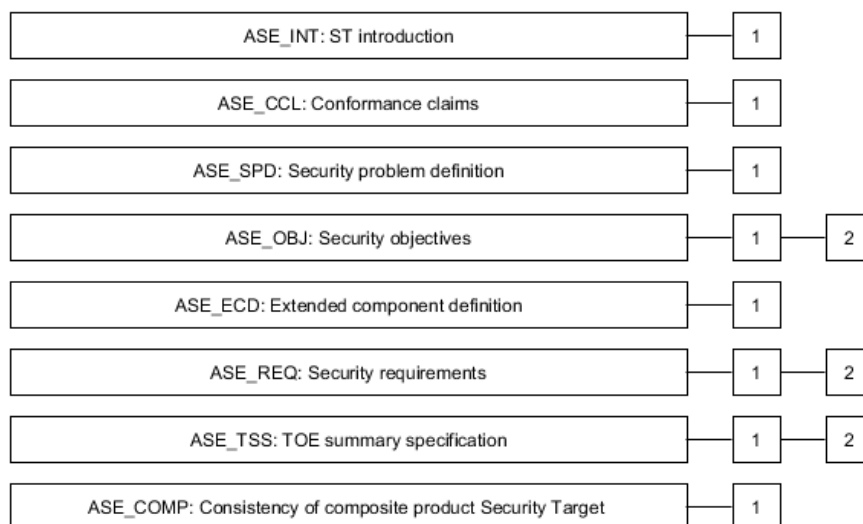 ASE_INT: ST introduction 1
ASE_CCL: Conformance claims 1
ASE_SPD: Security problem definition 1
ASE_OBJ: Security objectives 1 2
ASE_ECD: Extended component definition 1
ASE_REQ: Security requirements 1 2
ASE_TSS: TOE summary specification 1 2
ASE_COMP: Consistency of composite product Security Target 1